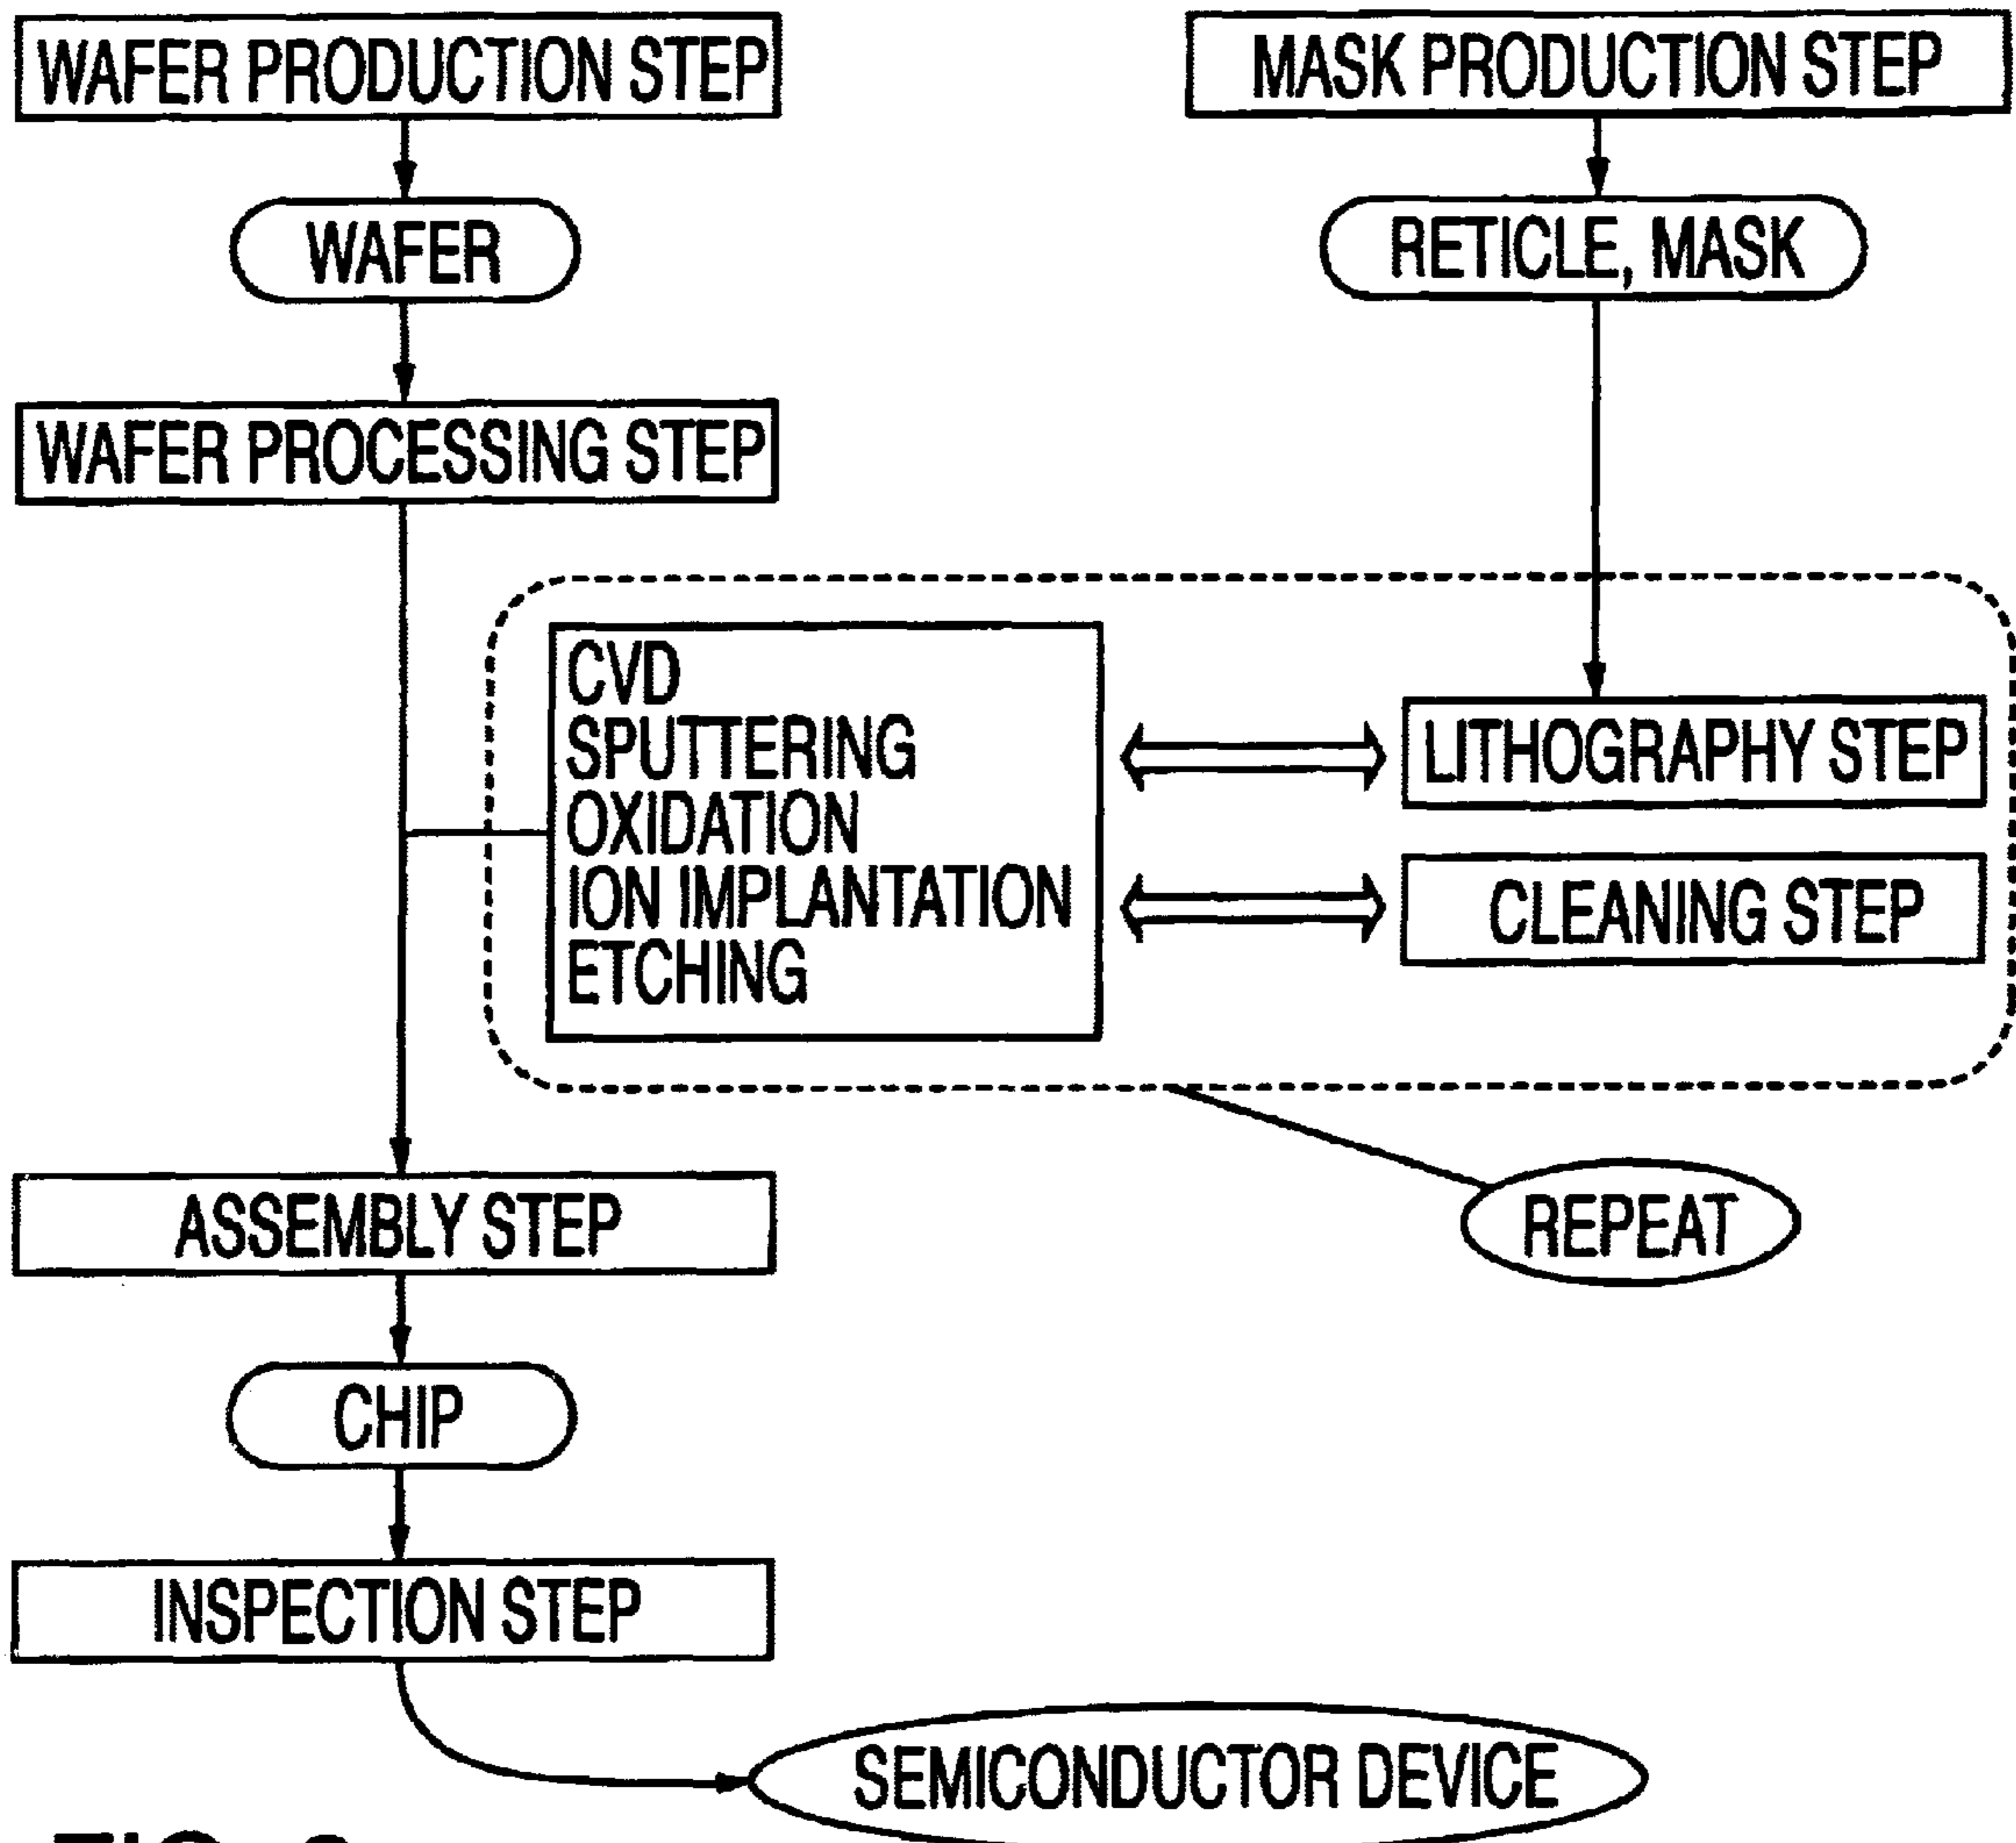 WAFER PRODUCTION STEP
MASK PRODUCTION STEP
WAFER
RETICLE, MASK
WAFER PROCESSING STEP
CVD
SPUTTERING
OXIDATION
ION IMPLANTATION
ETCHING
LITHOGRAPHY STEP
CLEANING STEP
ASSEMBLY STEP
REPEAT
CHIP
INSPECTION STEP
SEMICONDUCTOR DEVICE